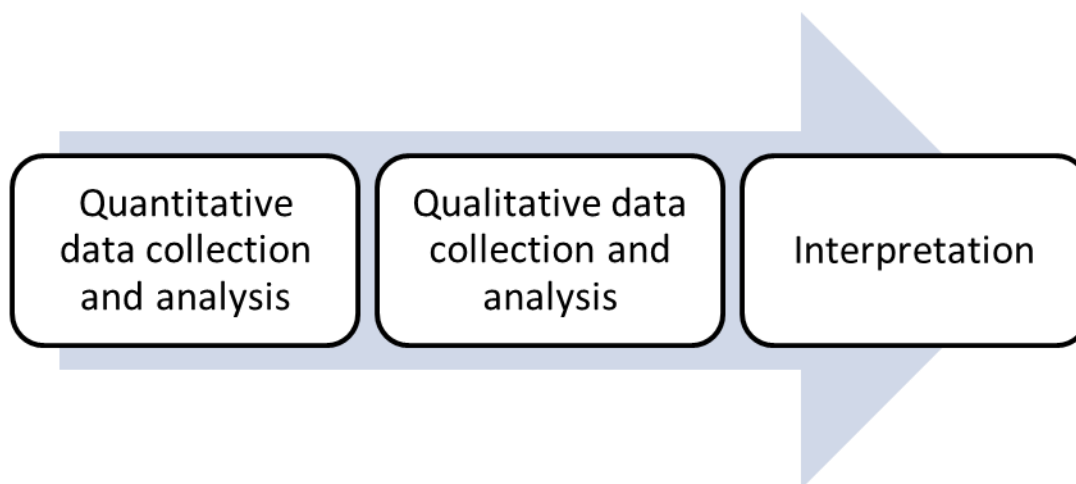 Quantitative
data collection
and analysis
Qualitative data
collection and
analysis
Interpretation